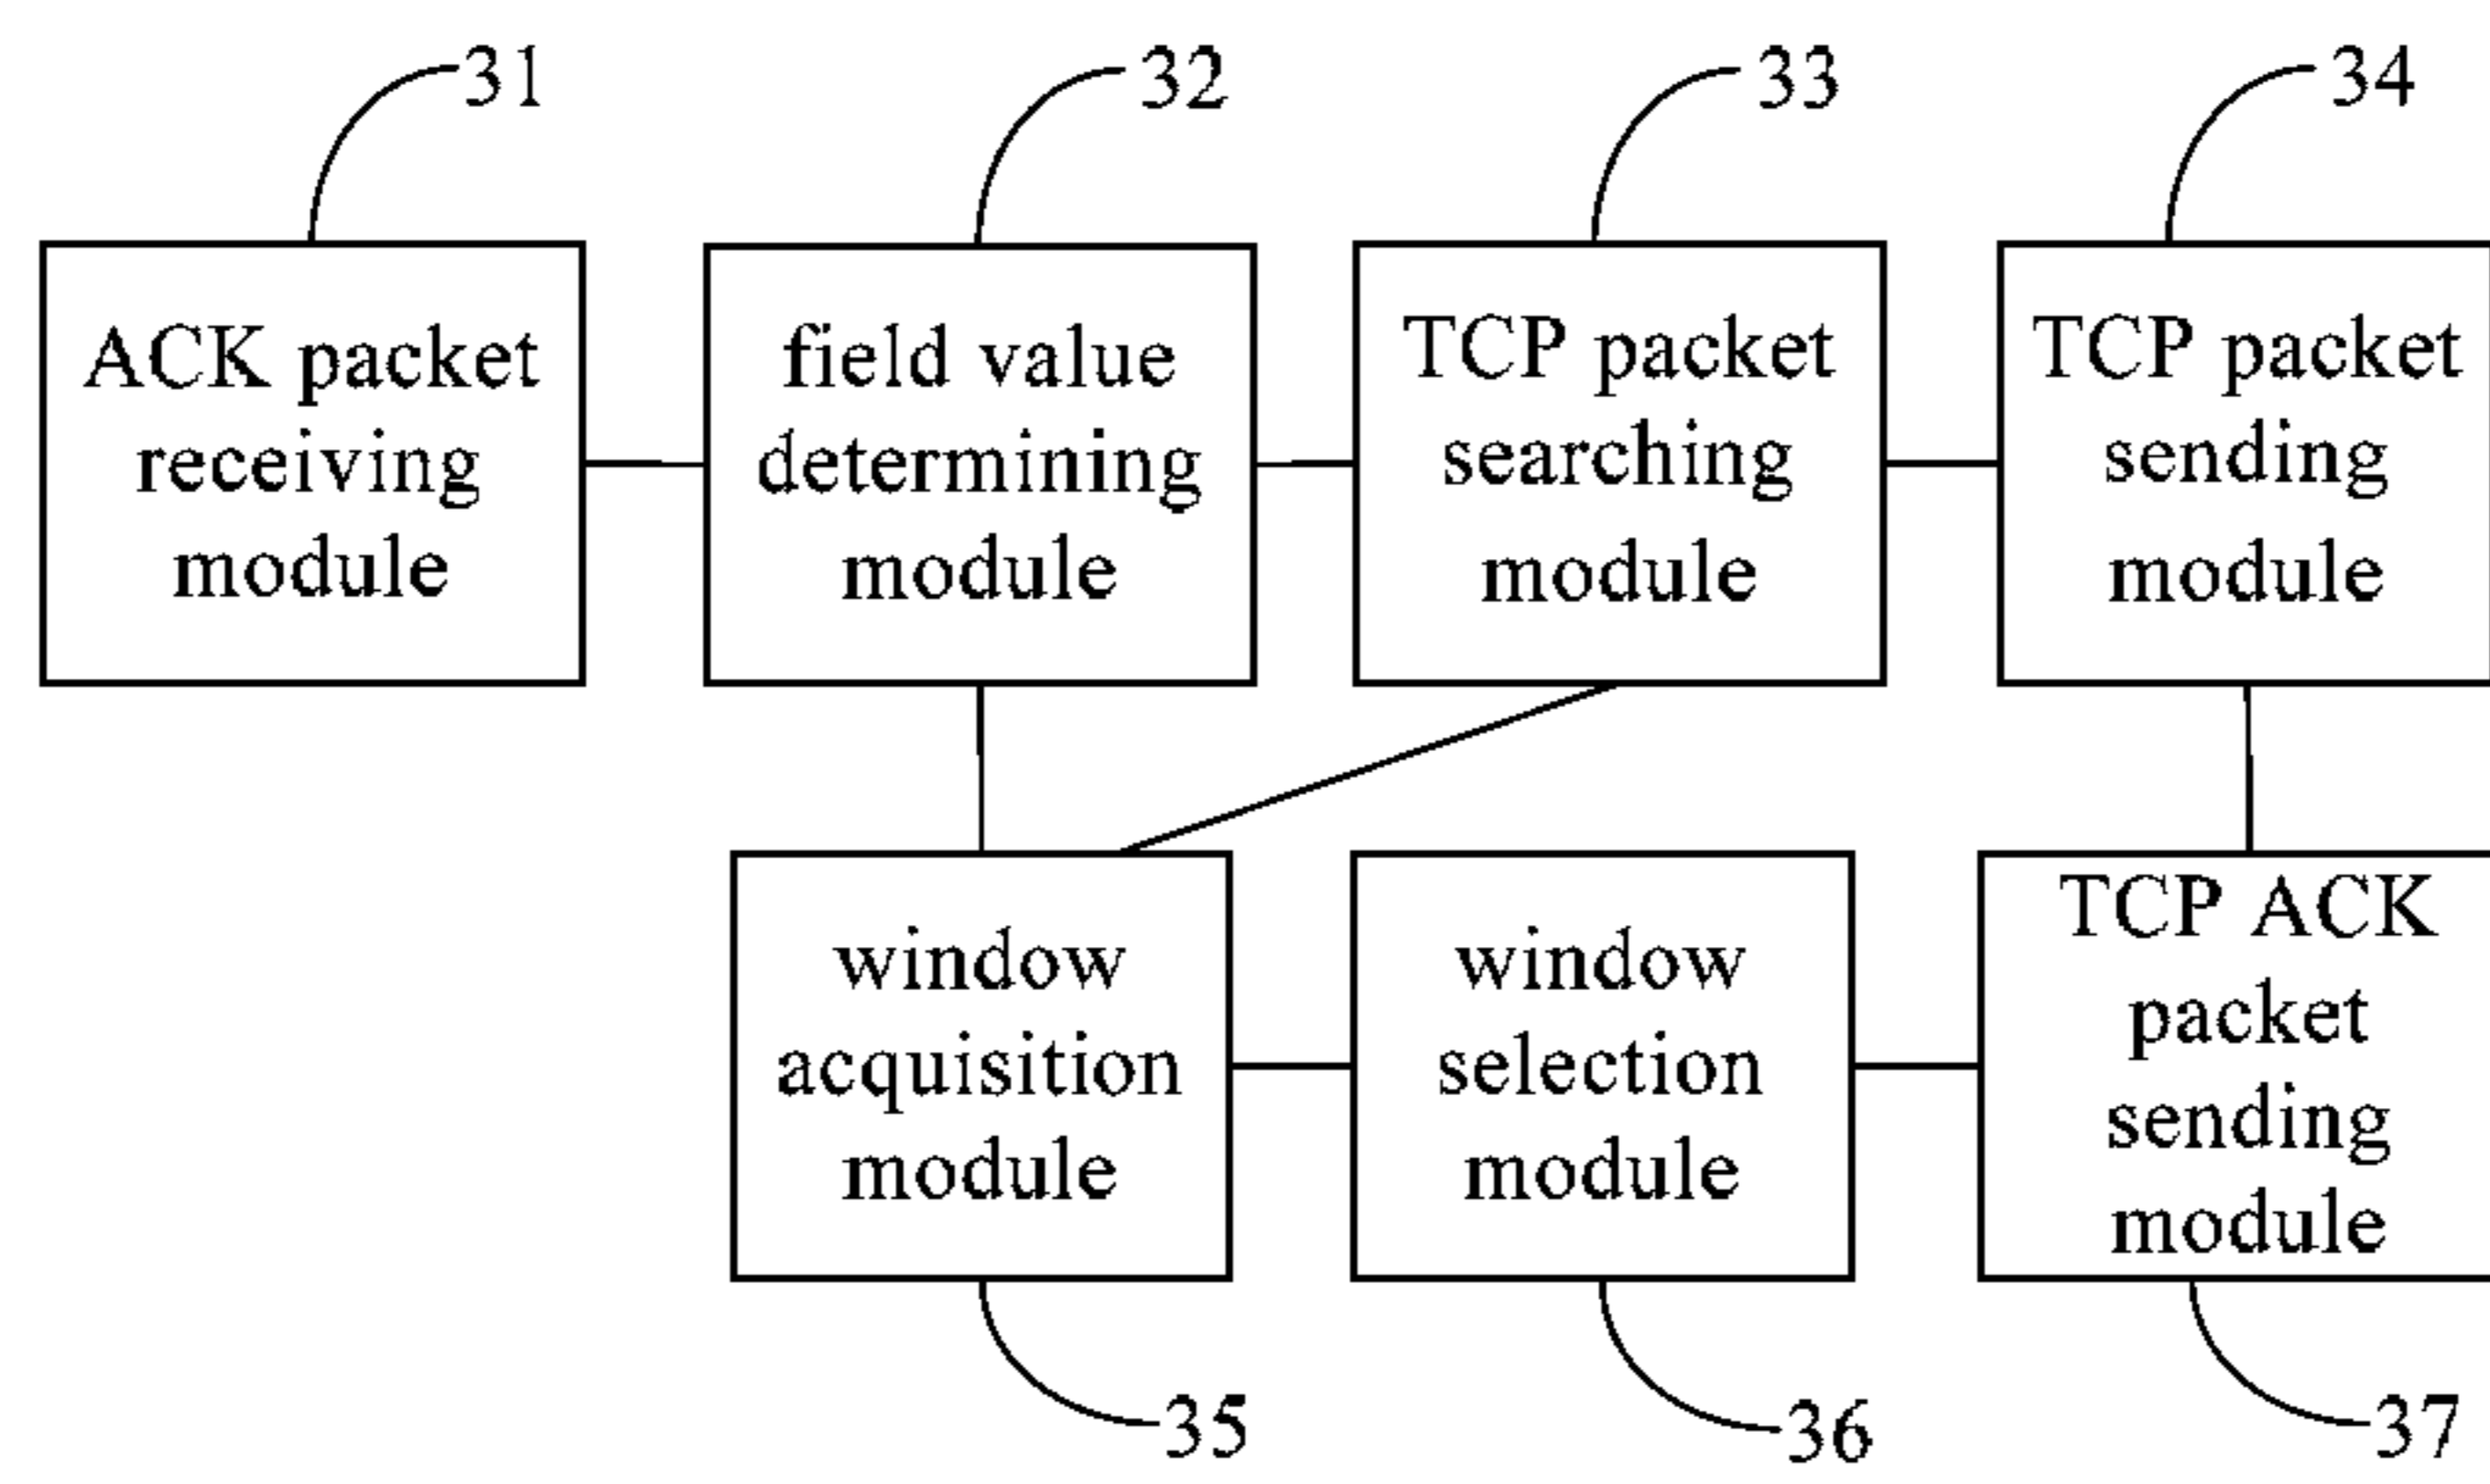 31
32
33
34
ACK packet
receiving
module
field value
determining
module
TCP packet
searching
module
TCP packet
sending
module
window
acquisition
module
window
selection
module
TCP ACK
packet
sending
module
35
36
37